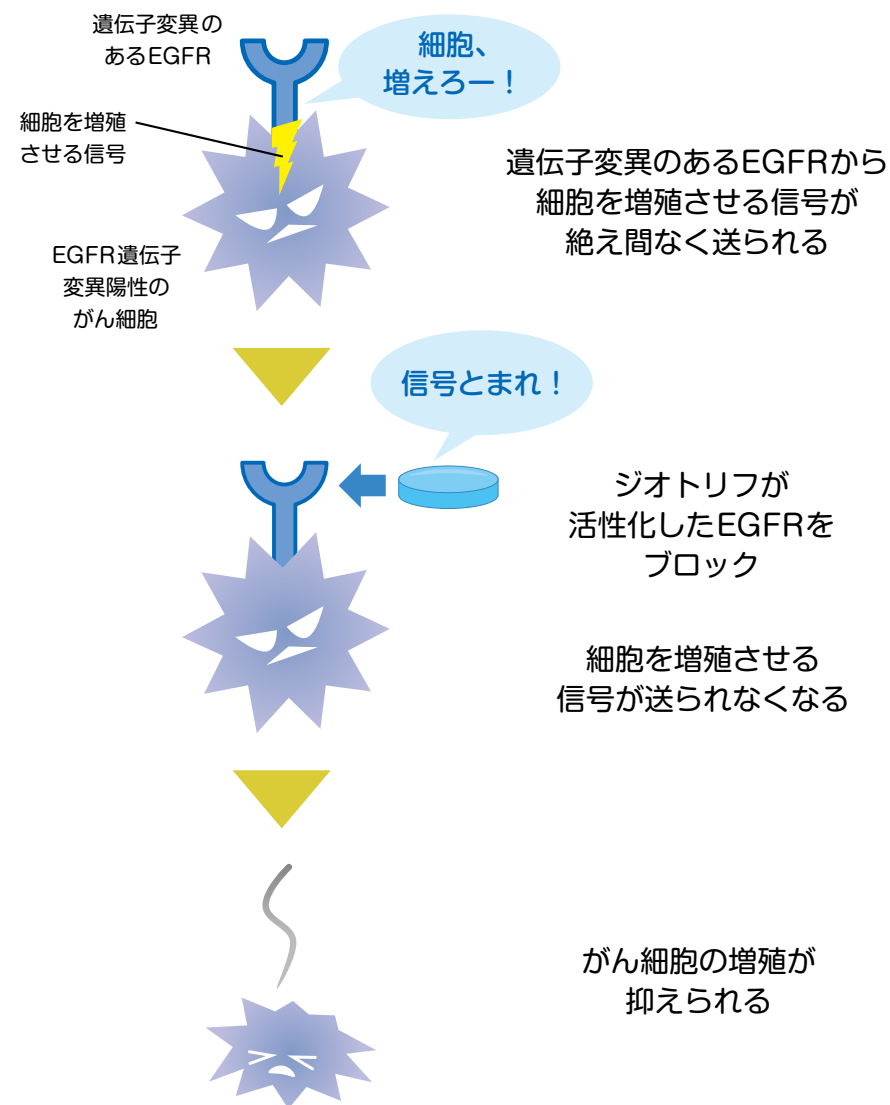 遺伝子変異の
あるEGFR
細胞、
増えろー！
細胞を増殖
させる信号
遺伝子変異のあるEGFRから
細胞を増殖させる信号が
絶え間なく送られる
EGFR遺伝子
変異陽性の
がん細胞
信号とまれ！
ジオトリフが
活性化したEGFRを
ブロック
細胞を増殖させる
信号が送られなくなる
がん細胞の増殖が
抑えられる